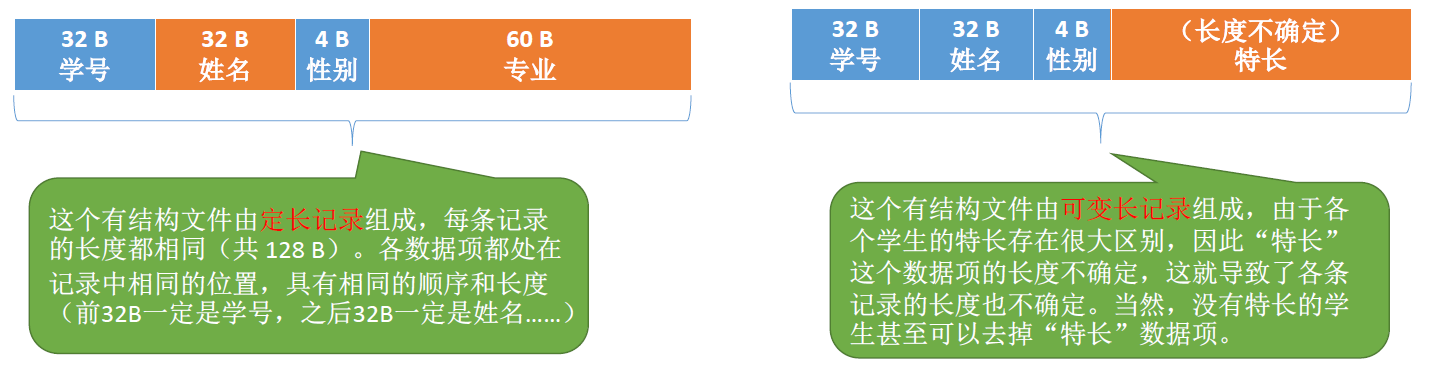 32 B
学号
32 B
姓名
4 B
性别
60 B
专业
这个有结构文件由定长记录组成，每条记录
的长度都相同（共 128 B）。各数据项都处在
记录中相同的位置，具有相同的顺序和长度
（前32B一定是学号，之后32B一定是姓名……）
32 B
学号
32 B
姓名
4 B
性别
（长度不确定）
特长
这个有结构文件由可变长记录组成，由于各
个学生的特长存在很大区别，因此“特长”
这个数据项的长度不确定，这就导致了各条
记录的长度也不确定。当然，没有特长的学
生甚至可以去掉“特长”数据项。